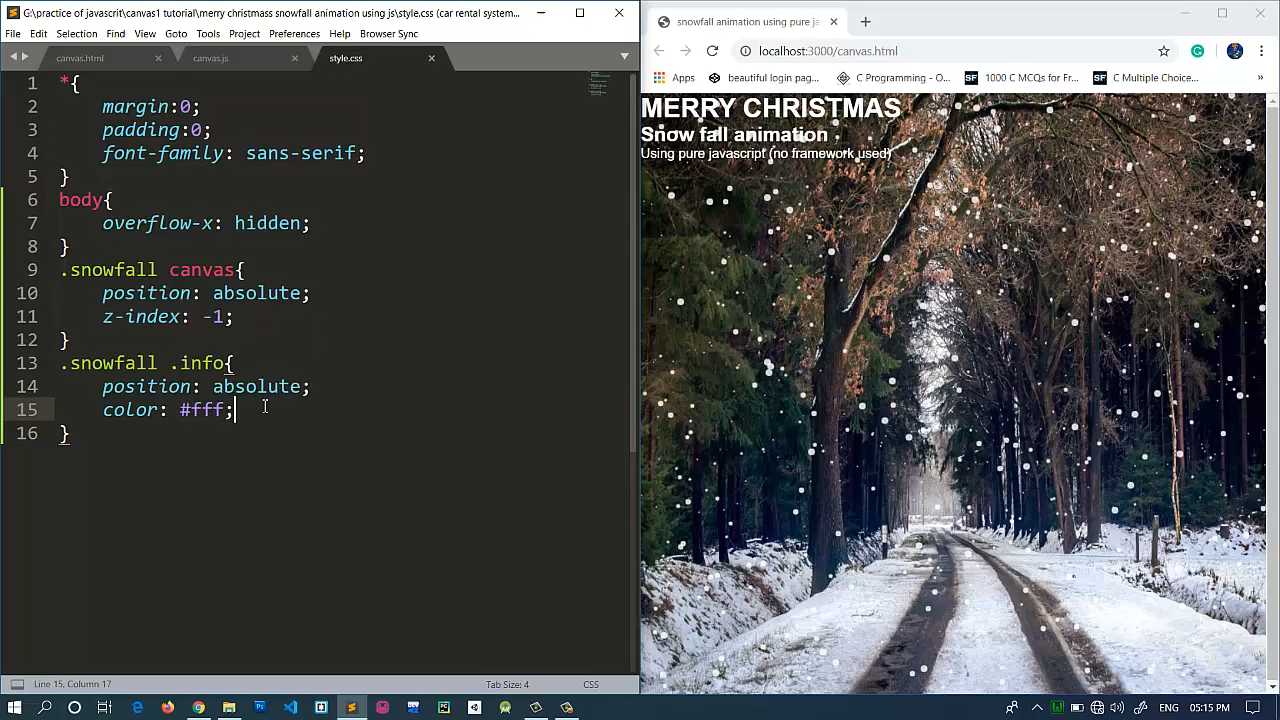 G:\practice of javascrit\canvas1 tutorial\merry christmass snowfall animation using js\style.css (car rental system...
File Edit Selection Find View Goto Tools Project Preferences Help Browser Sync
canvas.html
canvas.js
style.css
1 *{
2 margin:0;
3 padding:0;
4 font-family: sans-serif;
5 }
6 body{
7 overflow-x: hidden;
8 }
9 .snowfall canvas{
10 position: absolute;
11 z-index: -1;
12 }
13 .snowfall .info{
14 position: absolute;
15 color: #fff;
16 }
Line 15, Column 17
Tab Size: 4
CSS
snowfall animation using pure ja
localhost:3000/canvas.html
Apps
beautiful login pag...
C Programming C...
SF 1000 C Notes for Fr...
SF C Multiple Choice...
MERRY CHRISTMAS
Snow fall animation
Using pure javascript (no framework used)
ENG
05:15 PM